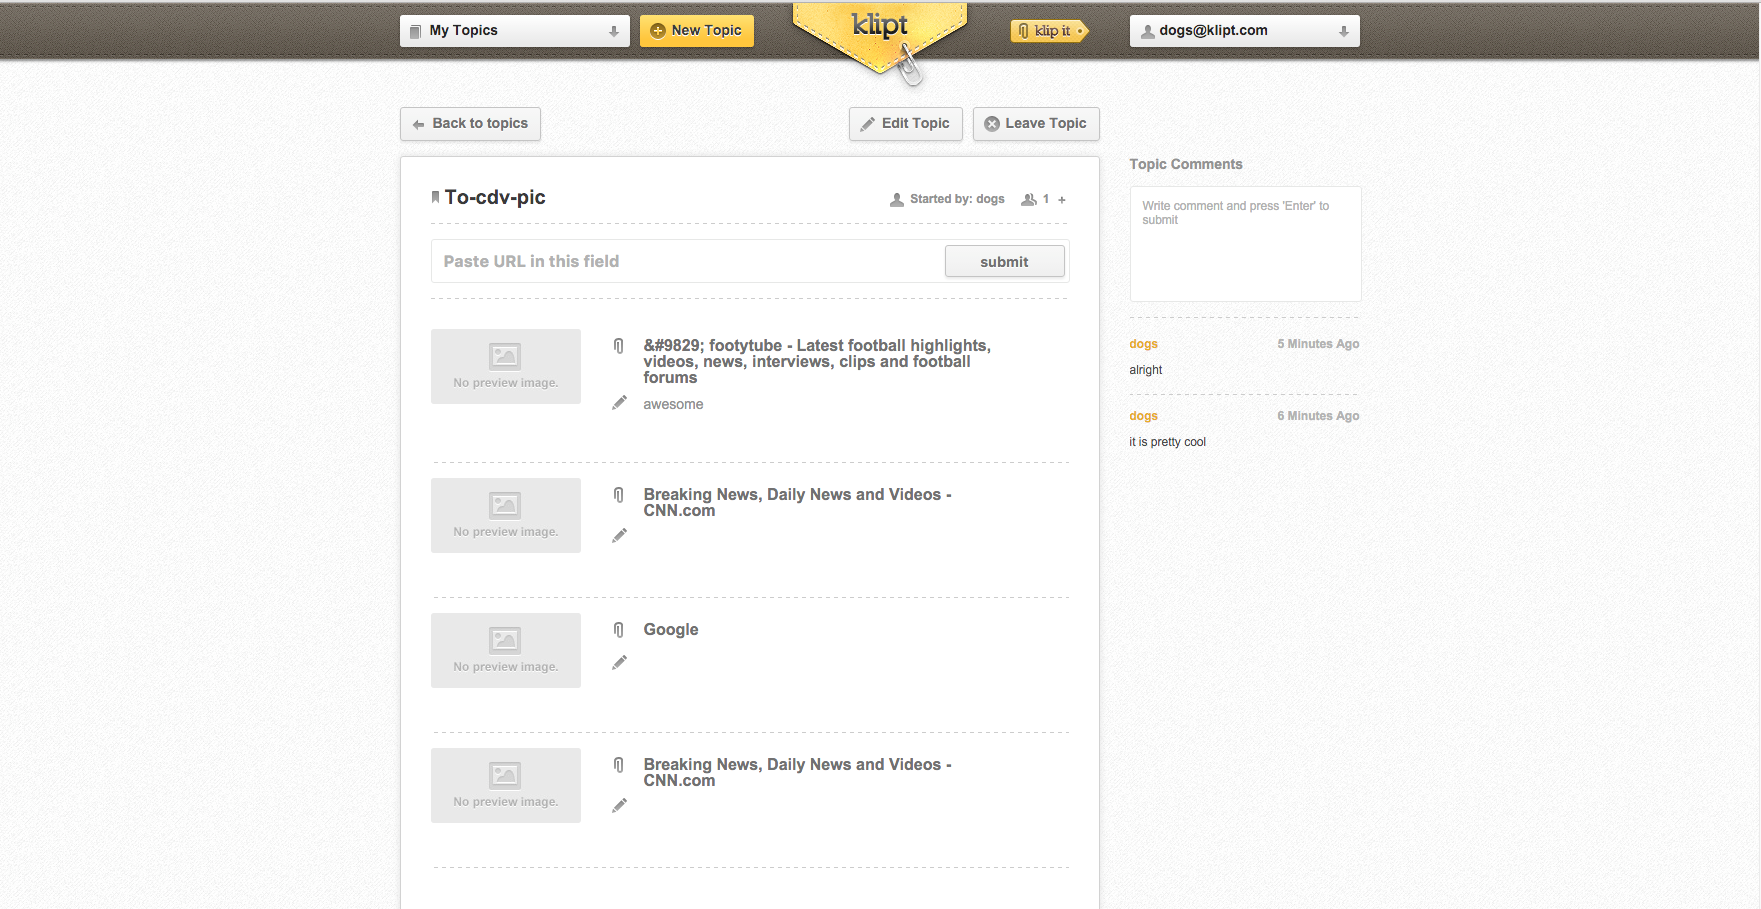 My Topics
New Topic
klipt
klip it
dogs@klipt.com
Back to topics
Edit Topic
Leave Topic
To-cdv-pic
Started by: dogs
1 +
Paste URL in this field
submit
No preview image.
&#9829; footytube - Latest football highlights,
videos, news, interviews, clips and football
forums
awesome
No preview image.
Breaking News, Daily News and Videos -
CNN.com
No preview image.
Google
No preview image.
Breaking News, Daily News and Videos -
CNN.com
Topic Comments
Write comment and press 'Enter' to
submit
dogs
5 Minutes Ago
alright
dogs
6 Minutes Ago
it is pretty cool